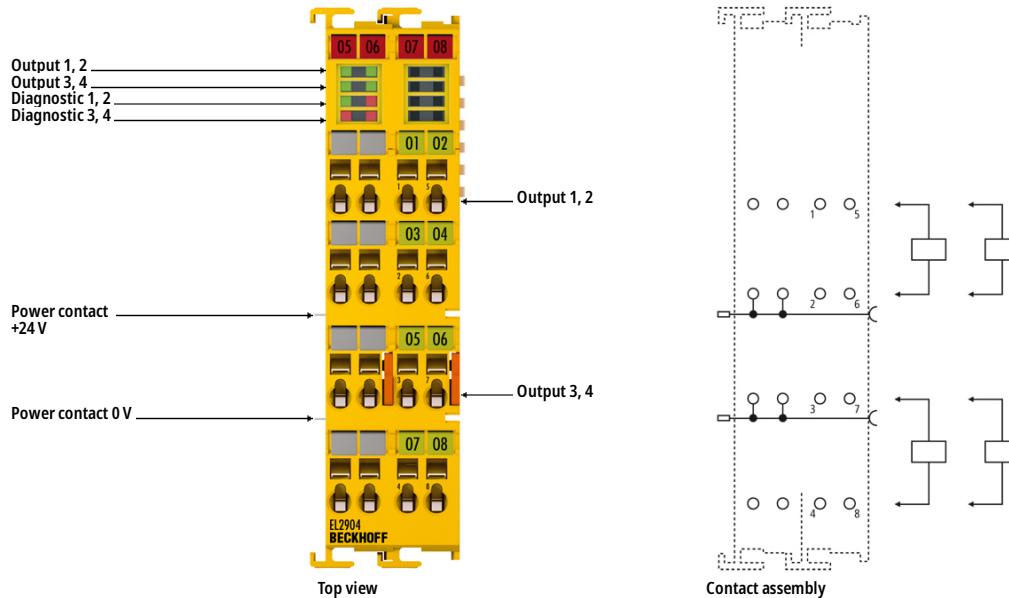 05 06 07 08
Output 1, 2
Output 3, 4
Diagnostic 1, 2
Diagnostic 3, 4
01 02
1 5
Output 1, 2
03 04
2 6
Power contact
+24 V
05 06
3 7
Output 3, 4
Power contact 0 V
07 08
4 8
EL2904
BECKHOFF
Top view
1 5
2 6
3 7
4 8
Contact assembly